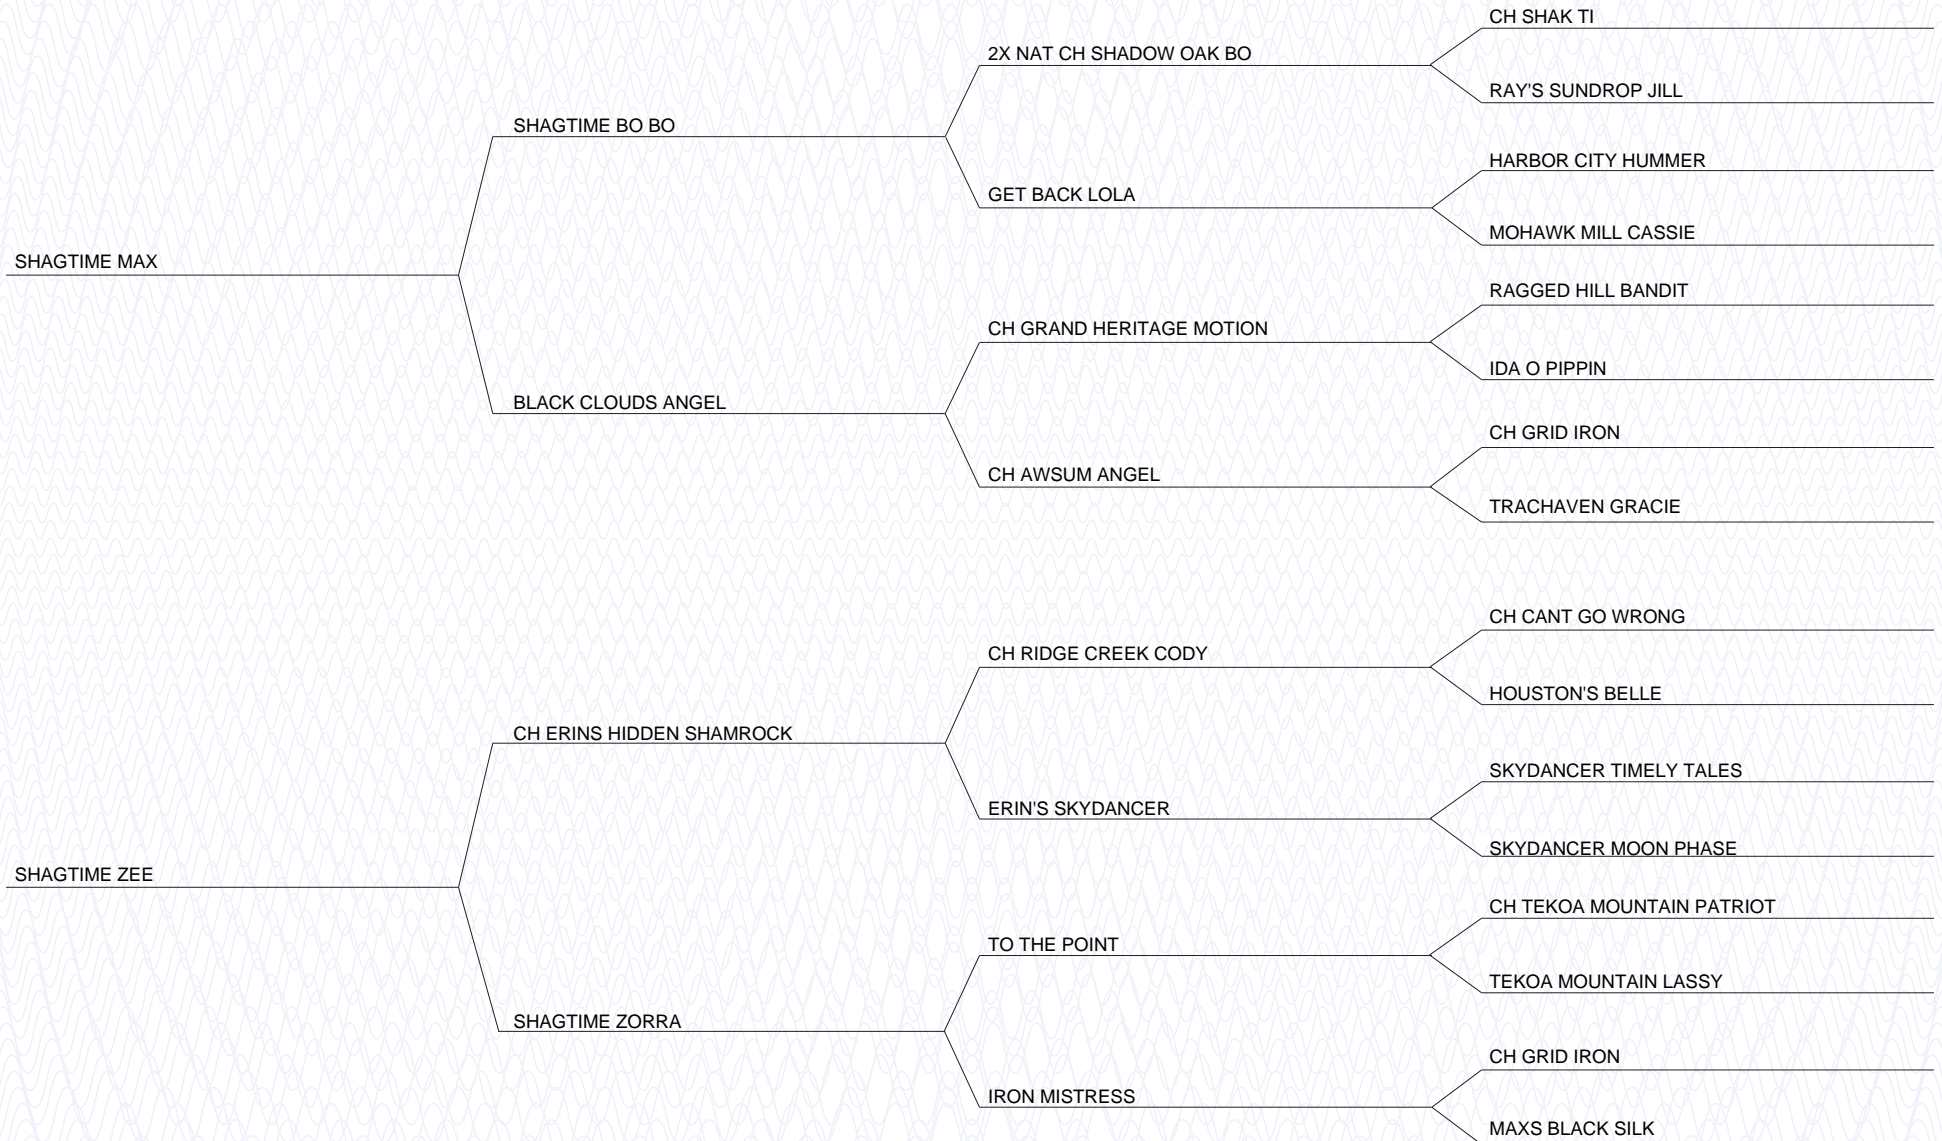 CH SHAK TI
2X NAT CH SHADOW OAK BO
RAY'S SUNDROP JILL
SHAGTIME BO BO
HARBOR CITY HUMMER
GET BACK LOLA
MOHAWK MILL CASSIE
SHAGTIME MAX
RAGGED HILL BANDIT
CH GRAND HERITAGE MOTION
IDA O PIPPIN
BLACK CLOUDS ANGEL
CH GRID IRON
CH AWSUM ANGEL
TRACHAVEN GRACIE
CH CANT GO WRONG
CH RIDGE CREEK CODY
HOUSTON'S BELLE
CH ERINS HIDDEN SHAMROCK
SKYDANCER TIMELY TALES
ERIN'S SKYDANCER
SKYDANCER MOON PHASE
SHAGTIME ZEE
CH TEKOA MOUNTAIN PATRIOT
TO THE POINT
TEKOA MOUNTAIN LASSY
SHAGTIME ZORRA
CH GRID IRON
IRON MISTRESS
MAXS BLACK SILK